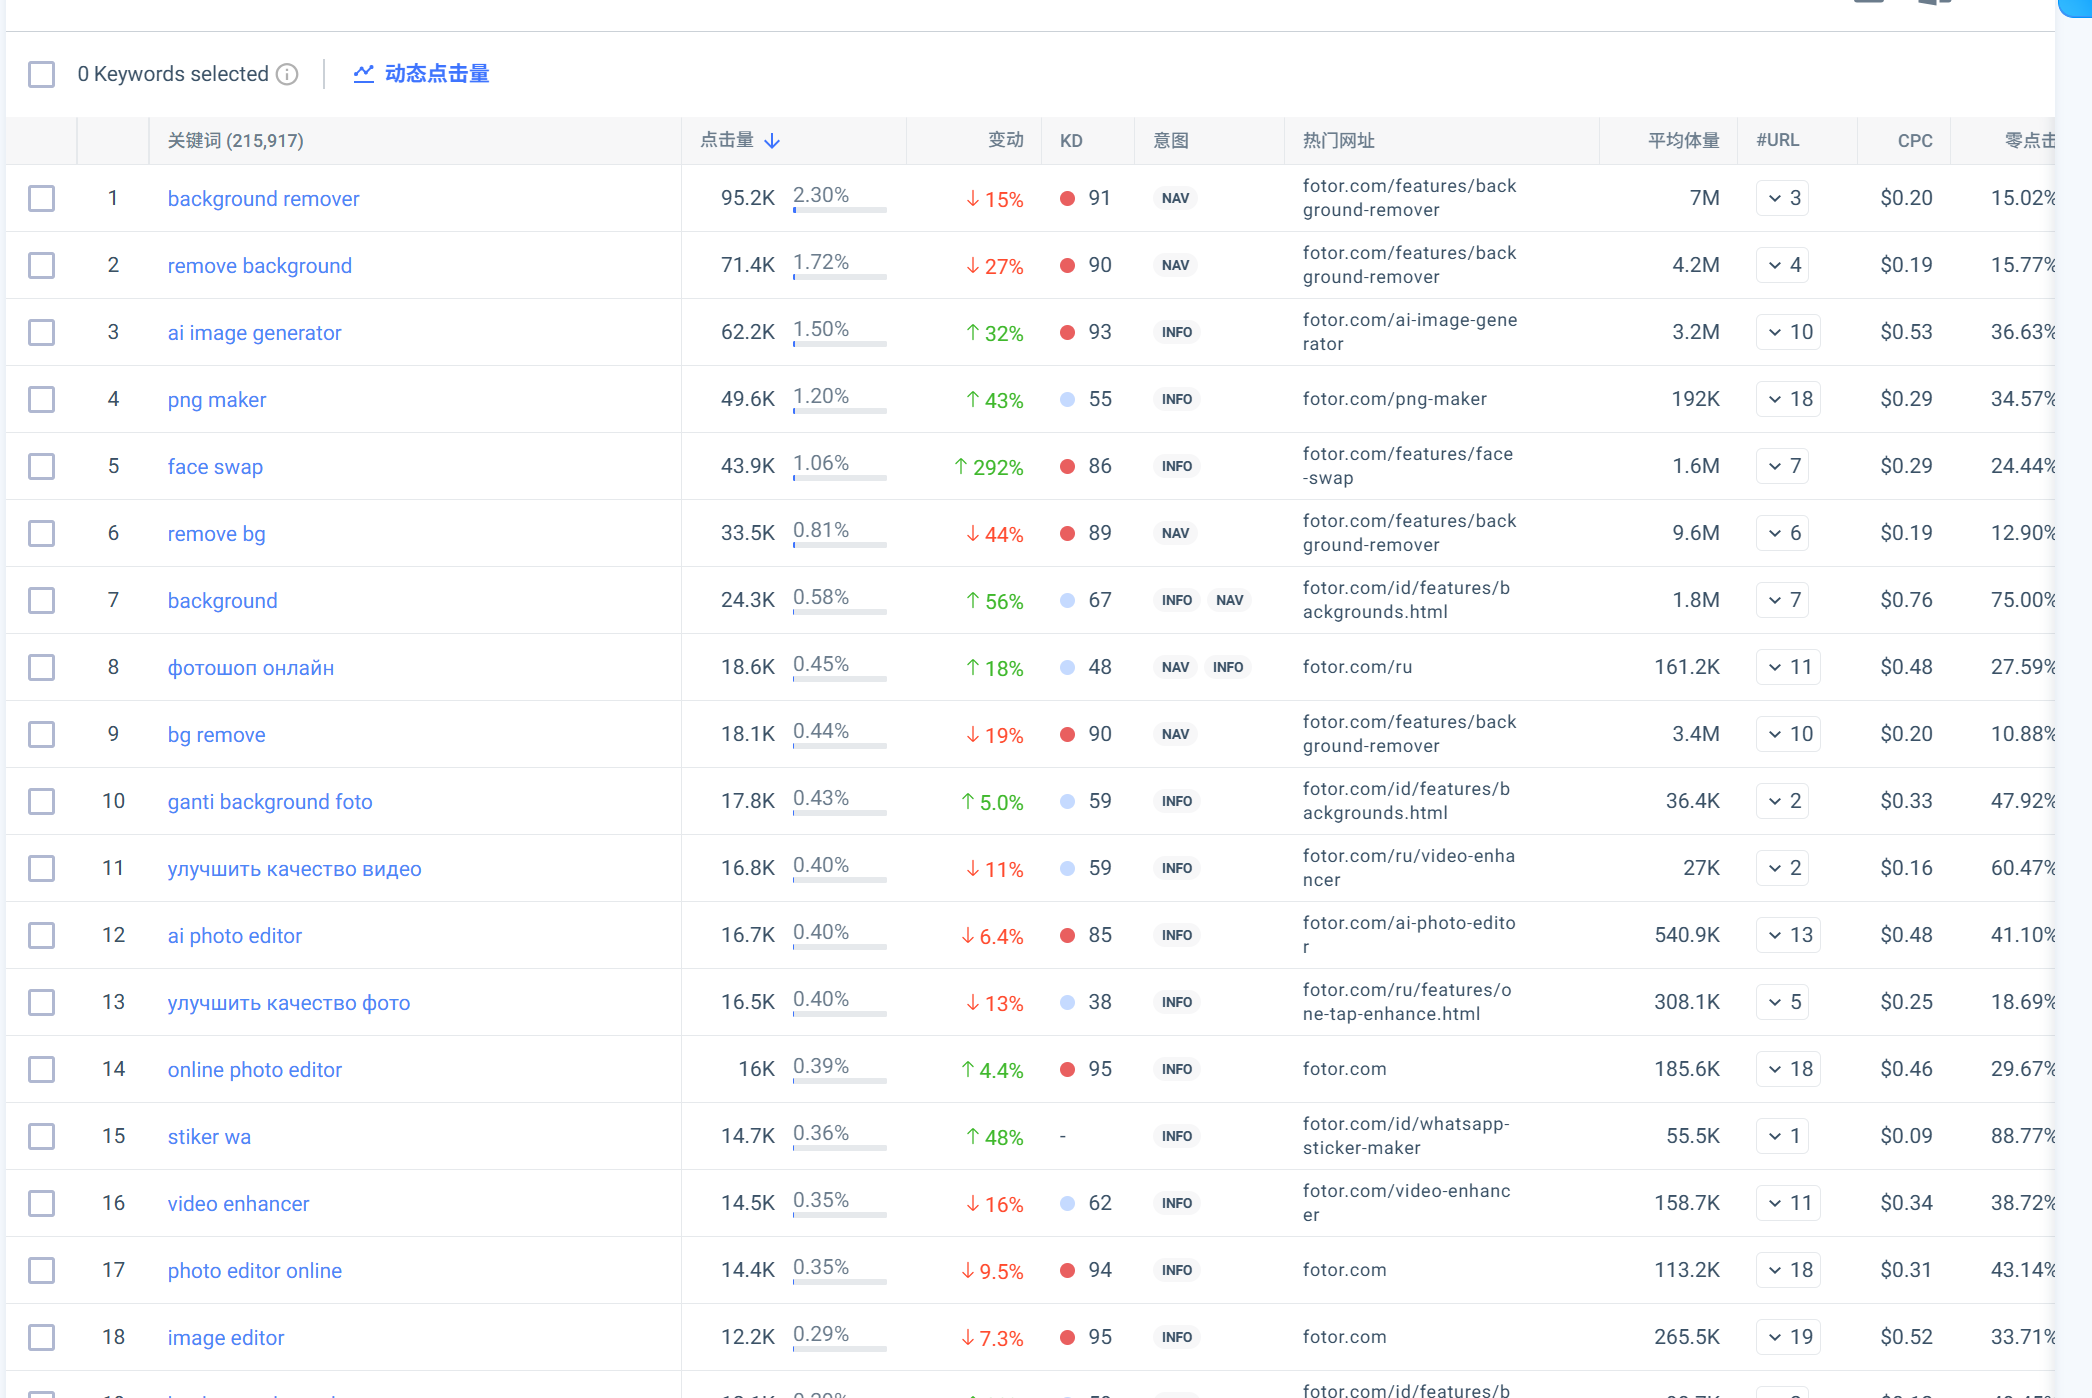 0 Keywords selected 动态点击量
关键词 (215,917) 点击量 变动 KD 意图 热门网址 平均体量 #URL CPC 零点击
1 background remover 95.2K 2.30% 15% 91 NAV fotor.com/features/back 7M 3 $0.20 15.02%
ground-remover
2 remove background 71.4K 1.72% 27% 90 NAV fotor.com/features/back 4.2M 4 $0.19 15.77%
ground-remover
3 ai image generator 62.2K 1.50% 32% 93 INFO fotor.com/ai-image-gene 3.2M 10 $0.53 36.63%
rator
4 png maker 49.6K 1.20% 43% 55 INFO fotor.com/png-maker 192K 18 $0.29 34.57%
5 face swap 43.9K 1.06% 292% 86 INFO fotor.com/features/face 1.6M 7 $0.29 24.44%
-swap
6 remove bg 33.5K 0.81% 44% 89 NAV fotor.com/features/back 9.6M 6 $0.19 12.90%
ground-remover
7 background 24.3K 0.58% 56% 67 INFO NAV fotor.com/id/features/b 1.8M 7 $0.76 75.00%
ackgrounds.html
8 фотошоп онлайн 18.6K 0.45% 18% 48 NAV INFO fotor.com/ru 161.2K 11 $0.48 27.59%
9 bg remove 18.1K 0.44% 19% 90 NAV fotor.com/features/back 3.4M 10 $0.20 10.88%
ground-remover
10 ganti background foto 17.8K 0.43% 5.0% 59 INFO fotor.com/id/features/b 36.4K 2 $0.33 47.92%
ackgrounds.html
11 улучшить качество видео 16.8K 0.40% 11% 59 INFO fotor.com/ru/video-enha 27K 2 $0.16 60.47%
ncer
12 ai photo editor 16.7K 0.40% 6.4% 85 INFO fotor.com/ai-photo-edito 540.9K 13 $0.48 41.10%
r
13 улучшить качество фото 16.5K 0.40% 13% 38 INFO fotor.com/ru/features/o 308.1K 5 $0.25 18.69%
ne-tap-enhance.html
14 online photo editor 16K 0.39% 4.4% 95 INFO fotor.com 185.6K 18 $0.46 29.67%
15 stiker wa 14.7K 0.36% 48% - INFO fotor.com/id/whatsapp- 55.5K 1 $0.09 88.77%
sticker-maker
16 video enhancer 14.5K 0.35% 16% 62 INFO fotor.com/video-enhanc 158.7K 11 $0.34 38.72%
er
17 photo editor online 14.4K 0.35% 9.5% 94 INFO fotor.com 113.2K 18 $0.31 43.14%
18 image editor 12.2K 0.29% 7.3% 95 INFO fotor.com 265.5K 19 $0.52 33.71%
fotor.com/id/features/b